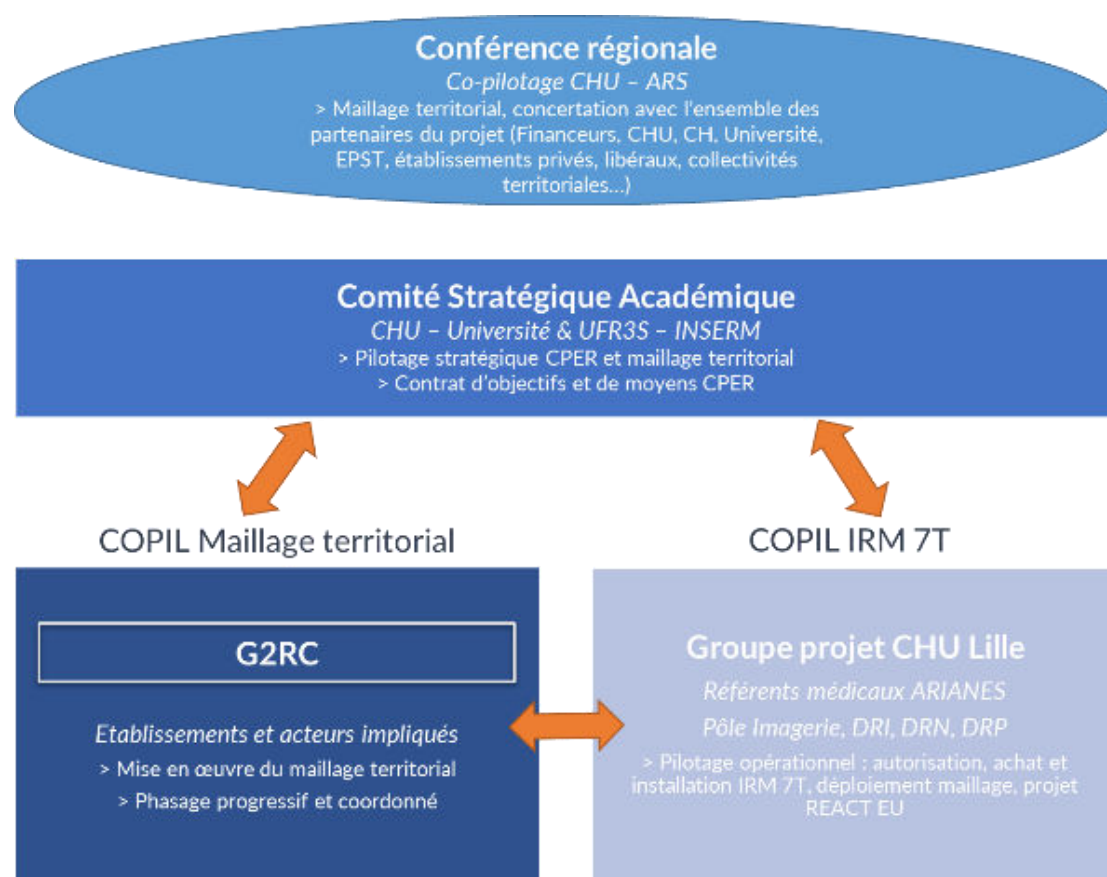 Conférence régionale
Co-pilotage CHU – ARS
> Maillage territorial, concertation avec l'ensemble des
partenaires du projet (Financeurs, CHU, CH, Université,
EPST, établissements privés, libéraux, collectivités
territoriales...)
Comité Stratégique Académique
CHU – Université & UFR3S – INSERM
> Pilotage stratégique CPER et maillage territorial
> Contrat d'objectifs et de moyens CPER
COPIL Maillage territorial
G2RC
Etablissements et acteurs impliqués
> Mise en œuvre du maillage territorial
> Phasage progressif et coordonné
COPIL IRM 7T
Groupe projet CHU Lille
Référents médicaux ARIANES
Pôle Imagerie, DRI, DRN, DRP
> Pilotage opérationnel : autorisation, achat et
installation IRM 7T, déploiement maillage, projet
REACT EU